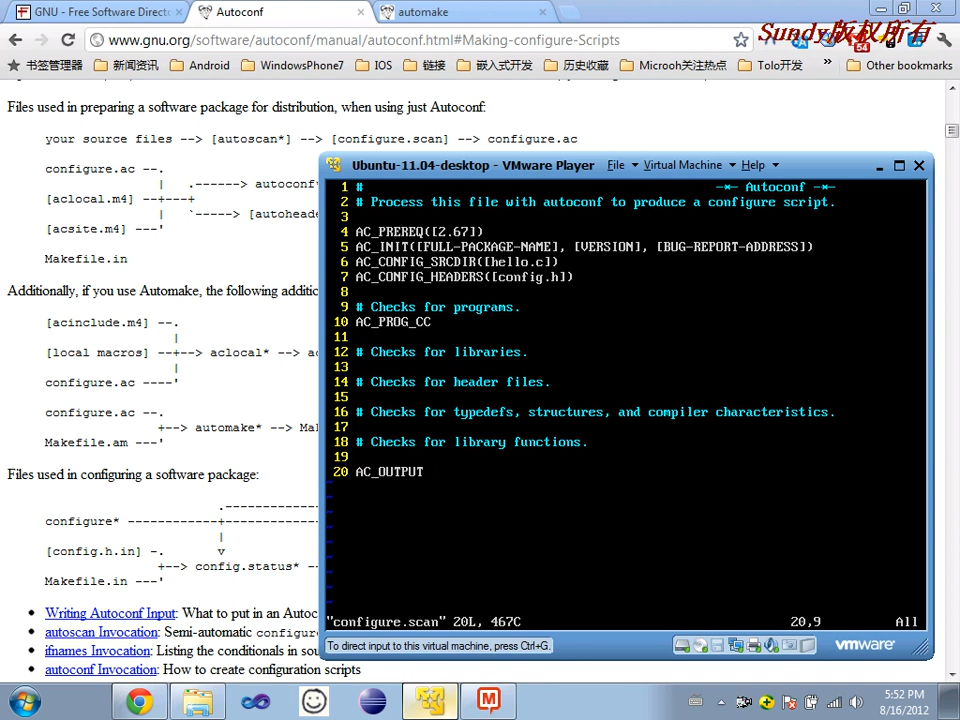 GNU - Free Software Direct
Autoconf
automake
Sundy版权所有
www.gnu.org/software/autoconf/manual/autoconf.html#Making-configure-Scripts
54
书签管理器 新闻资讯 Android WindowsPhone7 IOS 链接 嵌入式开发 历史收藏 Microoh关注热点 Tolo开发 » Other bookmarks
Files used in preparing a software package for distribution, when using just Autoconf:
your source files --> [autoscan*] --> [configure.scan] --> configure.ac
configure.ac --.
| .------> autoconf
[aclocal.m4] --+---+
| `-----> [autoheade
[acsite.m4] ---'
Makefile.in
Additionally, if you use Automake, the following additio
[acinclude.m4] --.
|
[local macros] --+--> aclocal* --> ac
|
configure.ac ----'
configure.ac --.
+--> automake* --> Ma
Makefile.am ---'
Files used in configuring a software package:
.-----------
configure* ------------+-----------
|
[config.h.in] -. v
+--> config.status* -
Makefile.in ---'
Writing Autoconf Input: What to put in an Autoc
autoscan Invocation: Semi-automatic configur
ifnames Invocation: Listing the conditionals in sou
autoconf Invocation: How to create configuration scripts
Ubuntu-11.04-desktop - VMware Player File Virtual Machine Help
1 # -*- Autoconf -*-
2 # Process this file with autoconf to produce a configure script.
3
4 AC_PREREQ([2.67])
5 AC_INIT([FULL-PACKAGE-NAME], [VERSION], [BUG-REPORT-ADDRESS])
6 AC_CONFIG_SRCDIR([hello.c])
7 AC_CONFIG_HEADERS([config.h])
8
9 # Checks for programs.
10 AC_PROG_CC
11
12 # Checks for libraries.
13
14 # Checks for header files.
15
16 # Checks for typedefs, structures, and compiler characteristics.
17
18 # Checks for library functions.
19
20 AC_OUTPUT
~
~
~
~
~
~
~
~
~
"configure.scan" 20L, 467C 20,9 All
To direct input to this virtual machine, press Ctrl+G.
vmware
5:52 PM
8/16/2012